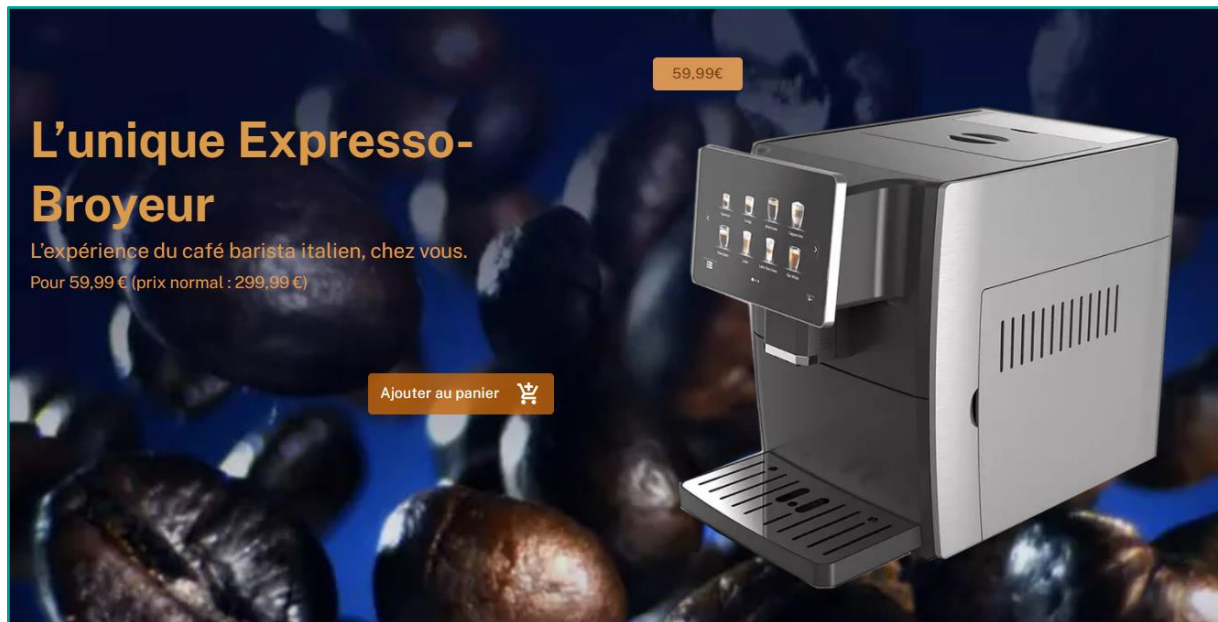 59,99€
L’unique Expresso-
Broyeur
L’expérience du café barista italien, chez vous.
Pour 59,99 € (prix normal : 299,99 €)
Ajouter au panier